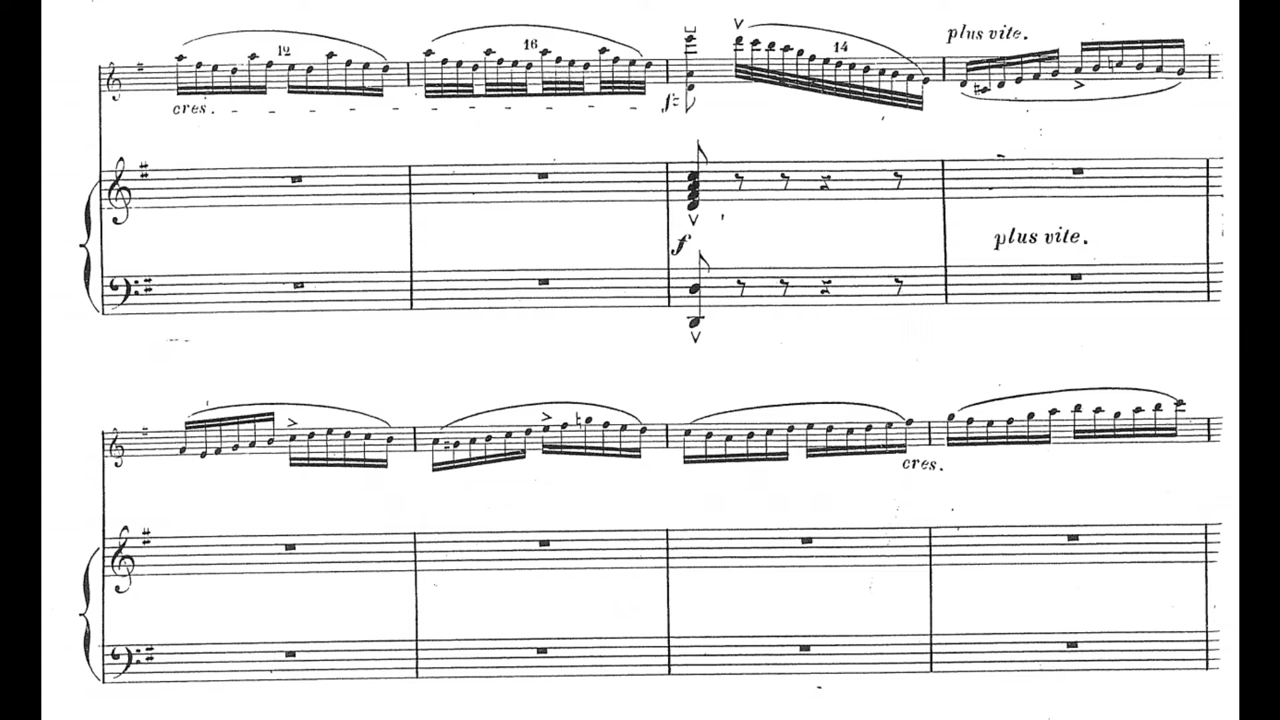 12 16 14 plus vite.
cres. f
f plus vite.
cres.